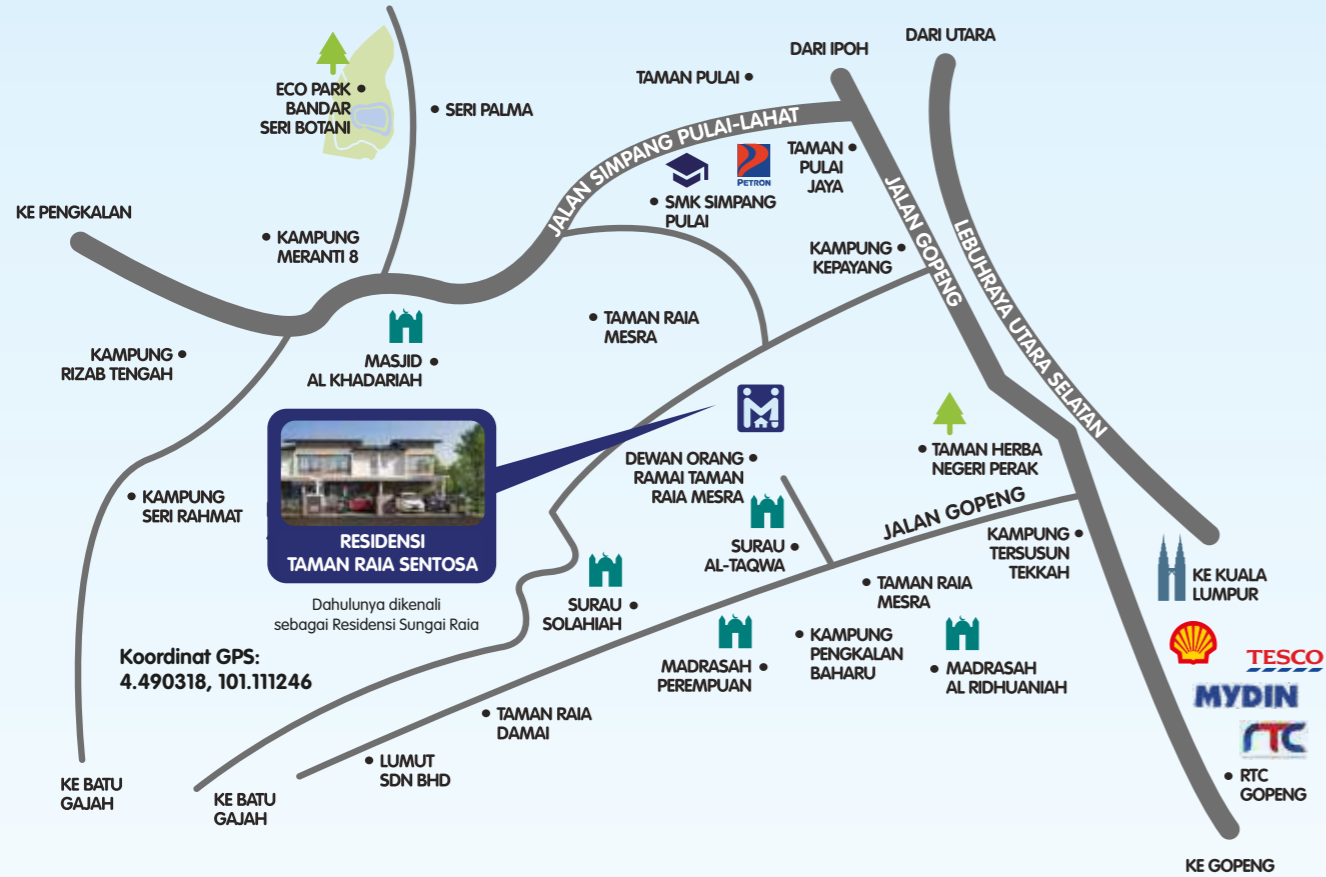 DARI UTARA
DARI IPOH
TAMAN PULAI
ECO PARK
BANDAR
SERI BOTANI
SERI PALMA
JALAN SIMPANG PULAI-LAHAT
TAMAN
PULAI
JAYA
PETRON
SMK SIMPANG
PULAI
JALAN GOPENG
LEBUHRAYA UTARA SELATAN
KE PENGKALAN
KAMPUNG
MERANTI 8
KAMPUNG
KEPAYANG
TAMAN RAIA
MESRA
KAMPUNG
RIZAB TENGAH
MASJID
AL KHADARIAH
DEWAN ORANG
RAMAI TAMAN
RAIA MESRA
TAMAN HERBA
NEGERI PERAK
KAMPUNG
SERI RAHMAT
RESIDENSI
TAMAN RAIA SENTOSA
Dahulunya dikenali
sebagai Residensi Sungai Raia
JALAN GOPENG
SURAU
AL-TAQWA
KAMPUNG
TERSUSUN
TEKKAH
KE KUALA
LUMPUR
SURAU
SOLAHIAH
TAMAN RAIA
MESRA
KAMPUNG
PENGKALAN
BAHARU
MADRASAH
PEREMPUAN
MADRASAH
AL RIDHUANIAH
TESCO
MYDIN
rTC
RTC
GOPENG
Koordinat GPS:
4.490318, 101.111246
TAMAN RAIA
DAMAI
LUMUT
SDN BHD
KE BATU
GAJAH
KE BATU
GAJAH
KE GOPENG